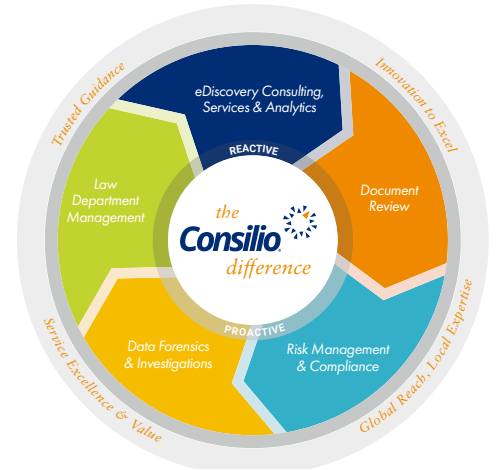 Trusted Guidance
Innovation to Excel
eDiscovery Consulting,
Services & Analytics
REACTIVE
Law
Department
Management
Document
Review
the
Consilio
difference
PROACTIVE
Data Forensics
& Investigations
Risk Management
& Compliance
Service Excellence & Value
Global Reach, Local Expertise